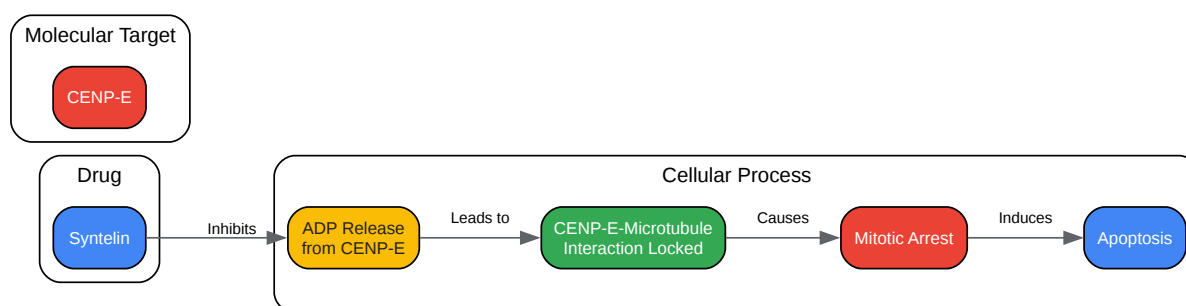 Molecular Target
CENP-E
Drug
Cellular Process
Syntelin
Inhibits
ADP Release
from CENP-E
Leads to
CENP-E-Microtubule
Interaction Locked
Causes
Mitotic Arrest
Induces
Apoptosis